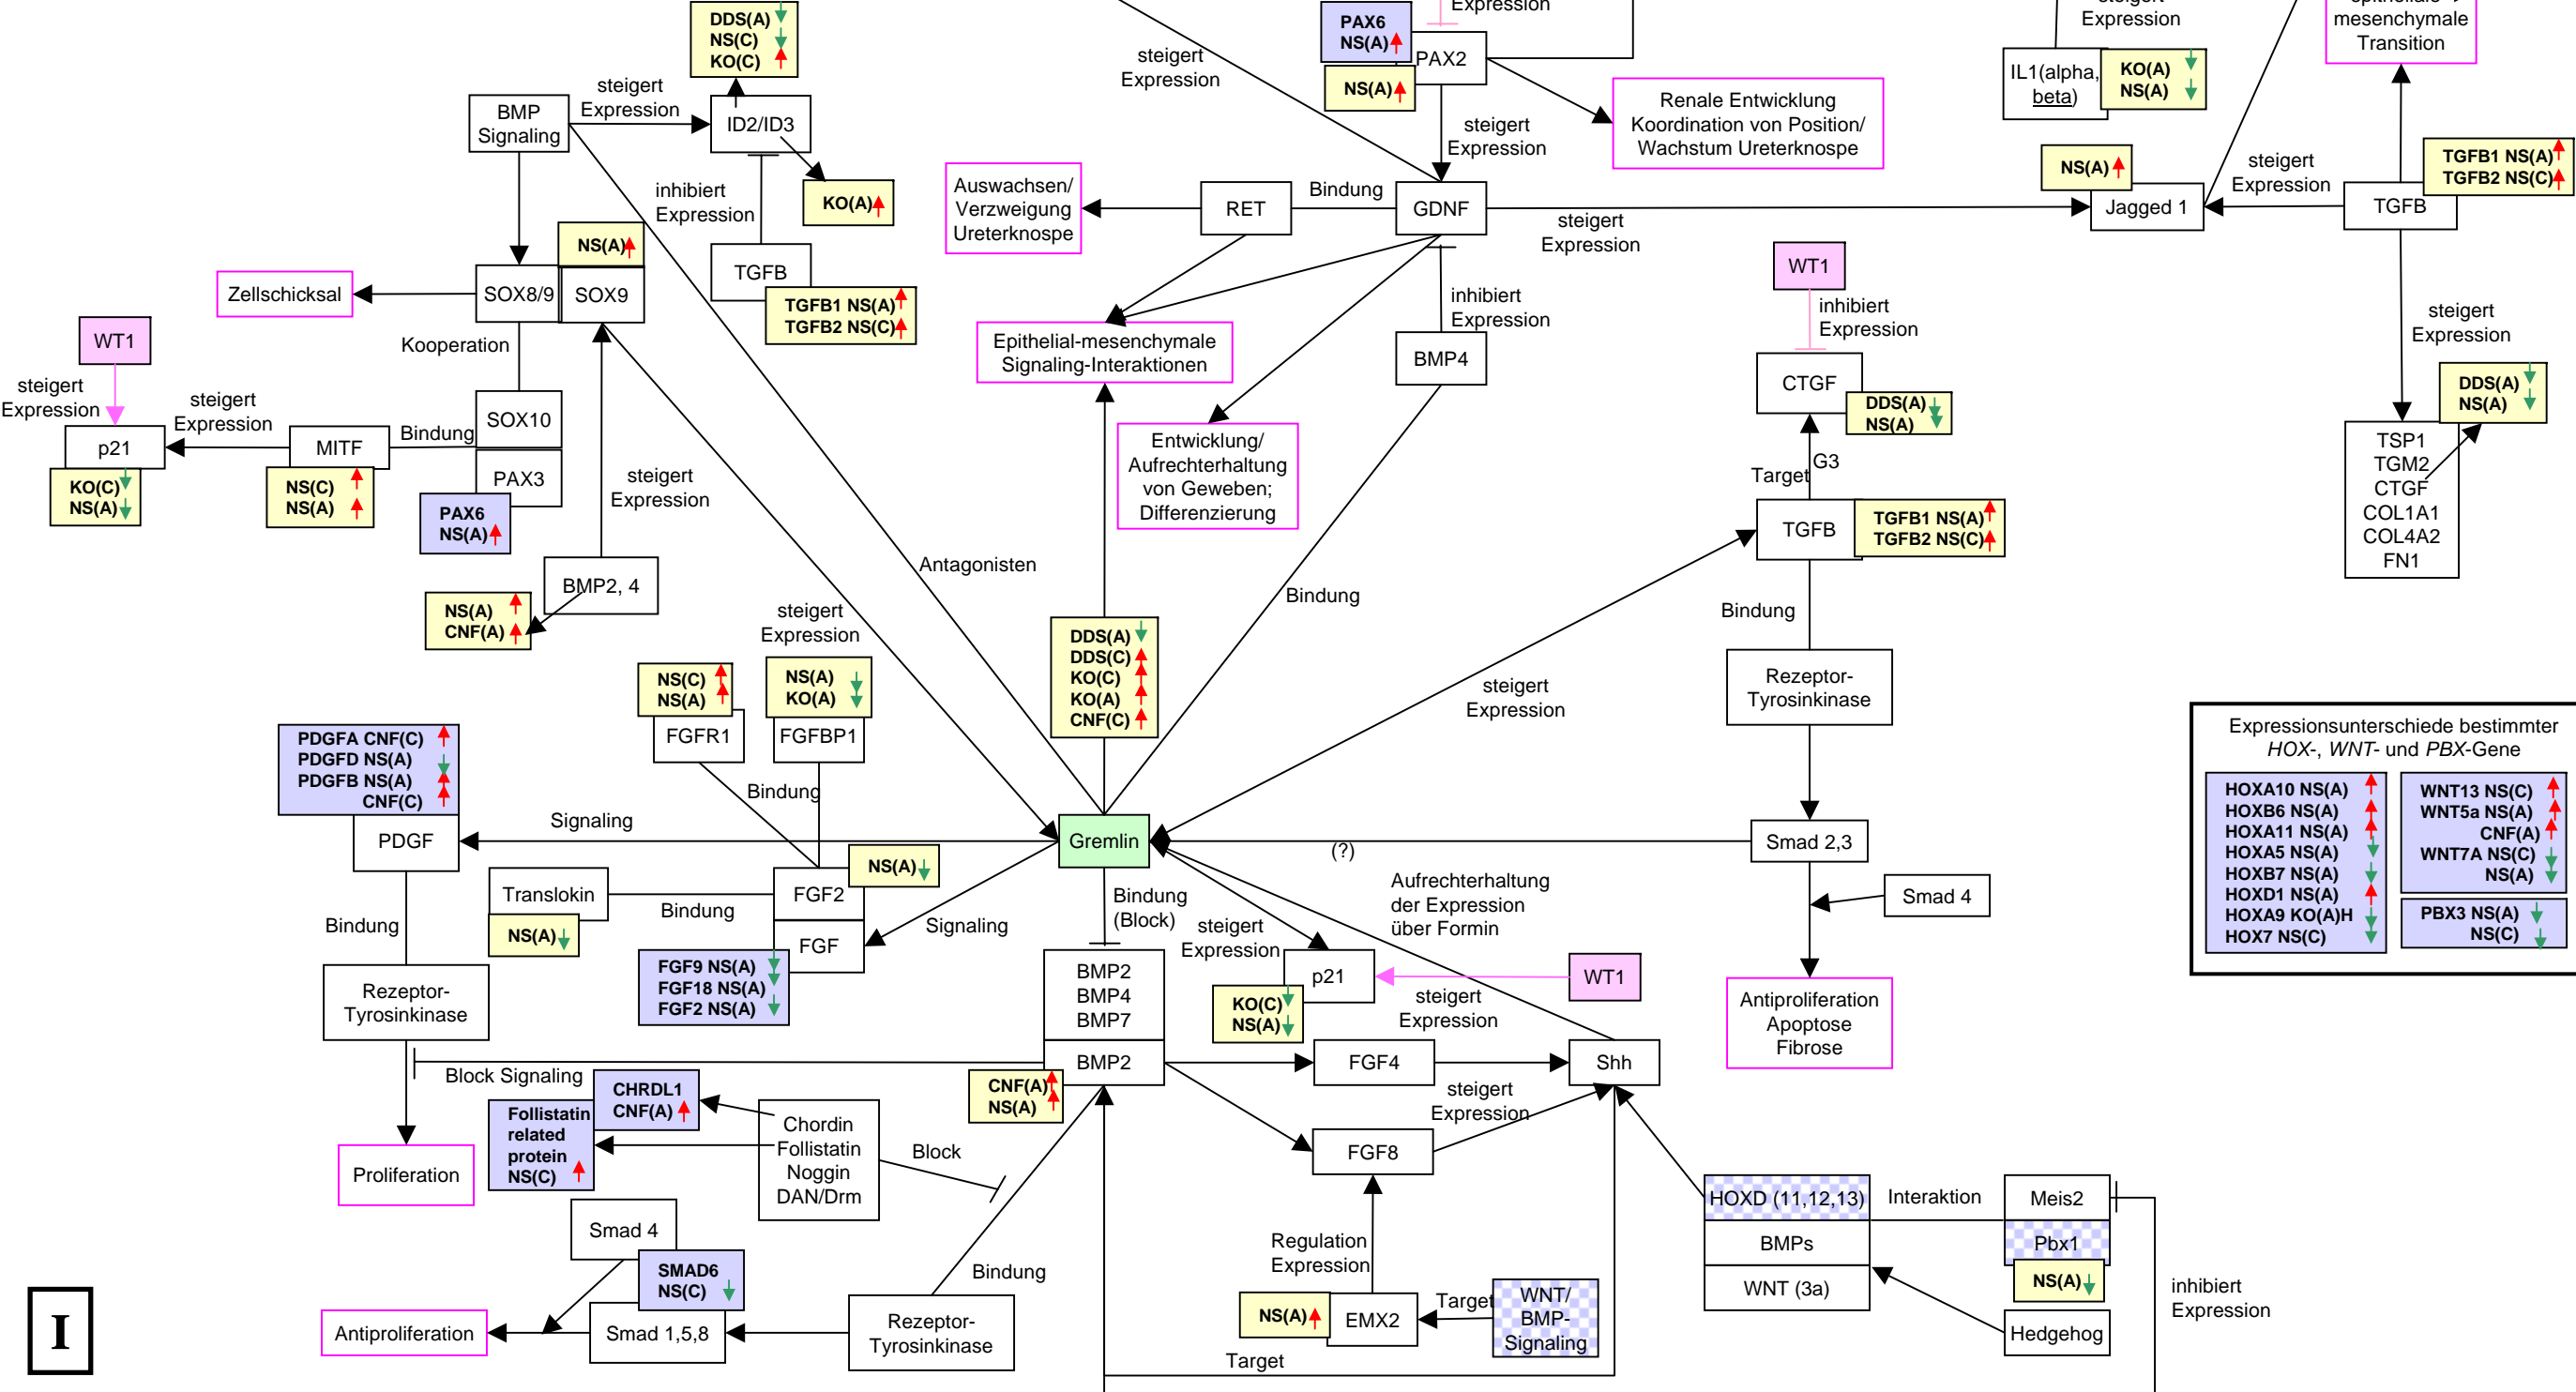 DDS(A)
NS(C)
KO(C)
steigert
Expression
BMP
Signaling
ID2/ID3
inhibiert
Expression
KO(A)
NS(A)
TGFB
TGFB1 NS(A)
TGFB2 NS(C)
Zellschicksal
SOX8/9
SOX9
WT1
Kooperation
steigert
Expression
steigert
Expression
p21
MITF
Bindung
SOX10
PAX3
KO(C)
NS(A)
NS(C)
NS(A)
PAX6
NS(A)
steigert
Expression
BMP2, 4
NS(A)
CNF(A)
Antagonisten
steigert
Expression
Expression
PAX6
NS(A)
PAX2
NS(A)
steigert
Expression
Renale Entwicklung
Koordination von Position/
Wachstum Ureterknospe
steigert
Expression
Auswachsen/
Verzweigung
Ureterknospe
RET
Bindung
GDNF
steigert
Expression
inhibiert
Expression
BMP4
Epithelial-mesenchymale
Signaling-Interaktionen
Entwicklung/
Aufrechterhaltung
von Geweben;
Differenzierung
Bindung
Expression
mesenchymale
Transition
IL1(alpha,
beta)
KO(A)
NS(A)
NS(A)
Jagged 1
steigert
Expression
TGFB1 NS(A)
TGFB2 NS(C)
TGFB
WT1
inhibiert
Expression
CTGF
DDS(A)
NS(A)
G3
Target
TGFB
TGFB1 NS(A)
TGFB2 NS(C)
steigert
Expression
DDS(A)
NS(A)
TSP1
TGM2
CTGF
COL1A1
COL4A2
FN1
Bindung
Rezeptor-
Tyrosinkinase
steigert
Expression
DDS(A)
DDS(C)
KO(C)
KO(A)
CNF(C)
steigert
Expression
NS(C)
NS(A)
NS(A)
KO(A)
FGFR1
FGFBP1
Bindung
PDGFA CNF(C)
PDGFD NS(A)
PDGFB NS(A)
CNF(C)
PDGF
Signaling
Gremlin
(?)
Smad 2,3
Smad 4
NS(A)
Translokin
Bindung
FGF2
FGF
NS(A)
Signaling
Bindung
FGF9 NS(A)
FGF18 NS(A)
FGF2 NS(A)
Rezeptor-
Tyrosinkinase
Bindung
(Block)
steigert
Expression
Aufrechterhaltung
der Expression
über Formin
BMP2
BMP4
BMP7
p21
WT1
KO(C)
NS(A)
steigert
Expression
Antiproliferation
Apoptose
Fibrose
Expressionsunterschiede bestimmter
HOX-, WNT- und PBX-Gene
HOXA10 NS(A)
HOXB6 NS(A)
HOXA11 NS(A)
HOXA5 NS(A)
HOXB7 NS(A)
HOXD1 NS(A)
HOXA9 KO(A)H
HOX7 NS(C)
WNT13 NS(C)
WNT5a NS(A)
CNF(A)
WNT7A NS(C)
NS(A)
PBX3 NS(A)
NS(C)
BMP2
FGF4
Shh
Block Signaling
CNF(A)
NS(A)
steigert
Expression
CHRDL1
CNF(A)
Follistatin
related
protein
NS(C)
Chordin
Follistatin
Noggin
DAN/Drm
Block
FGF8
Proliferation
HOXD (11,12,13)
BMPs
WNT (3a)
Interaktion
Meis2
Pbx1
NS(A)
Hedgehog
inhibiert
Expression
Smad 4
SMAD6
NS(C)
Bindung
Regulation
Expression
NS(A)
EMX2
Target
WNT/
BMP-
Signaling
Antiproliferation
Smad 1,5,8
Rezeptor-
Tyrosinkinase
Target
I